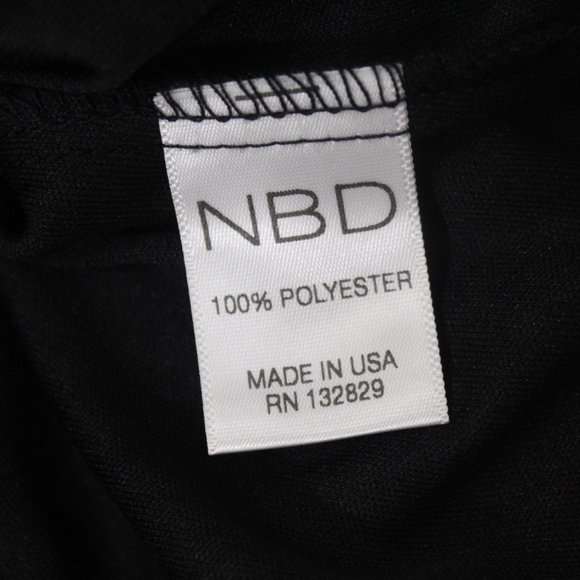 NBD
100% POLYESTER
MADE IN USA
RN 132829